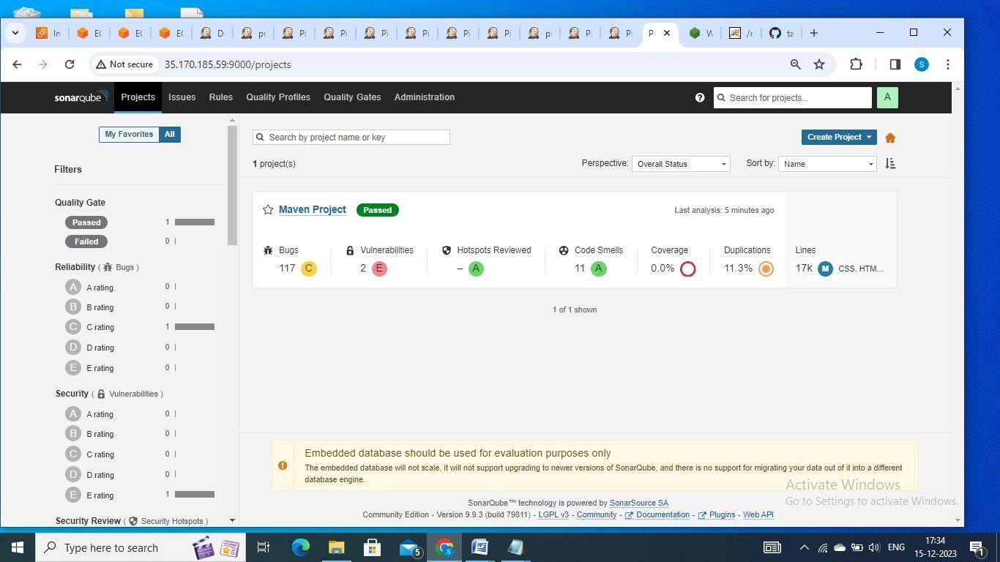 In
EC
EC
EC
D
pr
Pi
Pi
Pi
Pi
Pi
Pi
pr
Pi
Pi
P
W
/r
ta
Not secure
35.170.185.59:9000/projects
S
sonarqube
Projects
Issues
Rules
Quality Profiles
Quality Gates
Administration
Search for projects...
A
My Favorites
All
Search by project name or key
Create Project
1 project(s)
Perspective:
Overall Status
Sort by:
Name
Filters
Quality Gate
Passed
1
Failed
0
Reliability ( Bugs )
A
A rating
0
B
B rating
0
C
C rating
1
D
D rating
0
E
E rating
0
Security ( Vulnerabilities )
A
A rating
0
B
B rating
0
C
C rating
0
D
D rating
0
E
E rating
1
Security Review ( Security Hotspots )
Maven Project
Passed
Last analysis: 5 minutes ago
Bugs
Vulnerabilities
Hotspots Reviewed
Code Smells
Coverage
Duplications
Lines
117 C
2 E
– A
11 A
0.0%
11.3%
17k M CSS, HTM...
1 of 1 shown
Embedded database should be used for evaluation purposes only
The embedded database will not scale, it will not support upgrading to newer versions of SonarQube, and there is no support for migrating your data out of it into a different
database engine.
Activate Windows
Go to Settings to activate Windows.
SonarQube™ technology is powered by SonarSource SA
Community Edition - Version 9.9.3 (build 79811) - LGPL v3 - Community - Documentation - Plugins - Web API
Type here to search
5
S
ENG
17:34
15-12-2023
1